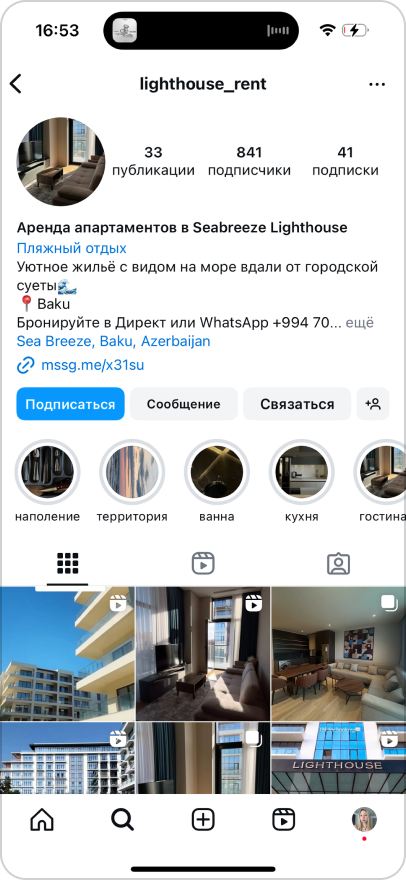 16:53
lighthouse_rent
33
публикации
841
подписчики
41
подписки
Аренда апартаментов в Seabreeze Lighthouse
Пляжный отдых
Уютное жильё с видом на море вдали от городской
суеты🌊
📍Baku
Бронируйте в Директ или WhatsApp +994 70... ещё
Sea Breeze, Baku, Azerbaijan
mssg.me/x31su
Подписаться
Сообщение
Связаться
наполение
территория
ванна
кухня
гостина
LIGHTHOUSE